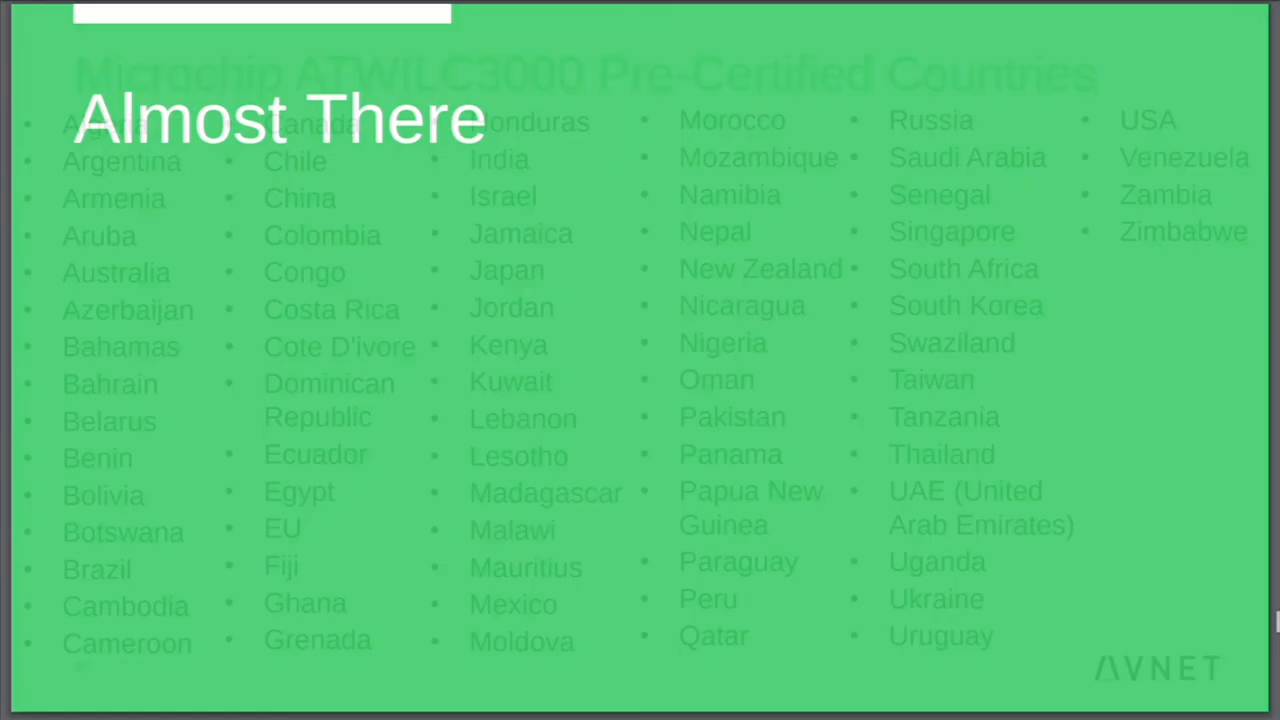 Microchip ATWILC3000 Pre-Certified Countries
Almost There
• Algeria
• Argentina
• Armenia
• Aruba
• Australia
• Azerbaijan
• Bahamas
• Bahrain
• Belarus
• Benin
• Bolivia
• Botswana
• Brazil
• Cambodia
• Cameroon
• Canada
• Chile
• China
• Colombia
• Congo
• Costa Rica
• Cote D'ivore
• Dominican
Republic
• Ecuador
• Egypt
• EU
• Fiji
• Ghana
• Grenada
• Honduras
• India
• Israel
• Jamaica
• Japan
• Jordan
• Kenya
• Kuwait
• Lebanon
• Lesotho
• Madagascar
• Malawi
• Mauritius
• Mexico
• Moldova
• Morocco
• Mozambique
• Namibia
• Nepal
• New Zealand
• Nicaragua
• Nigeria
• Oman
• Pakistan
• Panama
• Papua New
Guinea
• Paraguay
• Peru
• Qatar
• Russia
• Saudi Arabia
• Senegal
• Singapore
• South Africa
• South Korea
• Swaziland
• Taiwan
• Tanzania
• Thailand
• UAE (United
Arab Emirates)
• Uganda
• Ukraine
• Uruguay
• USA
• Venezuela
• Zambia
• Zimbabwe
AVNET